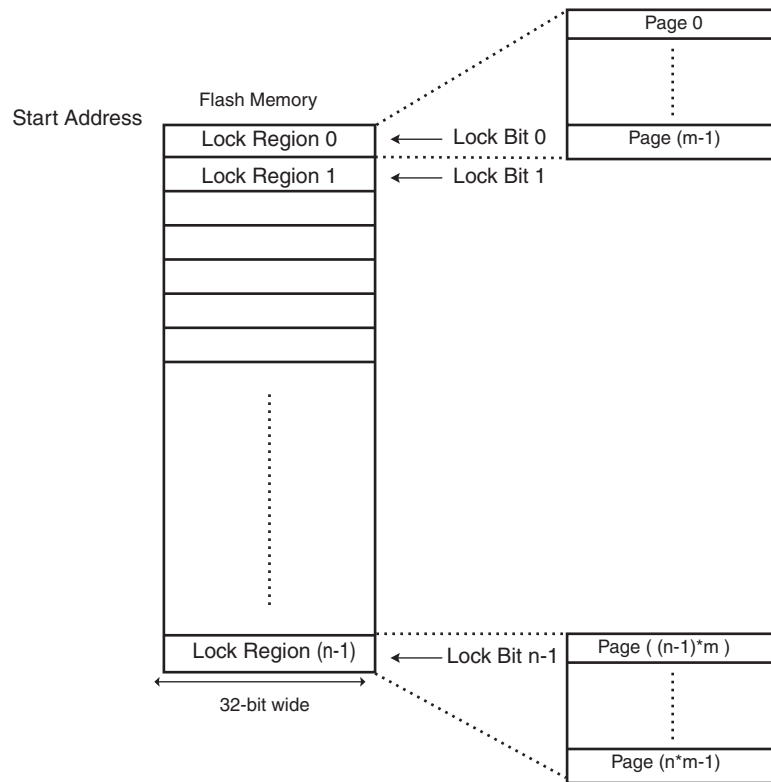 Page 0
Flash Memory
Start Address
Lock Region 0
Lock Bit 0
Page (m-1)
Lock Region 1
Lock Bit 1
Lock Region (n-1)
Lock Bit n-1
Page ( (n-1)*m )
32-bit wide
Page (n*m-1)